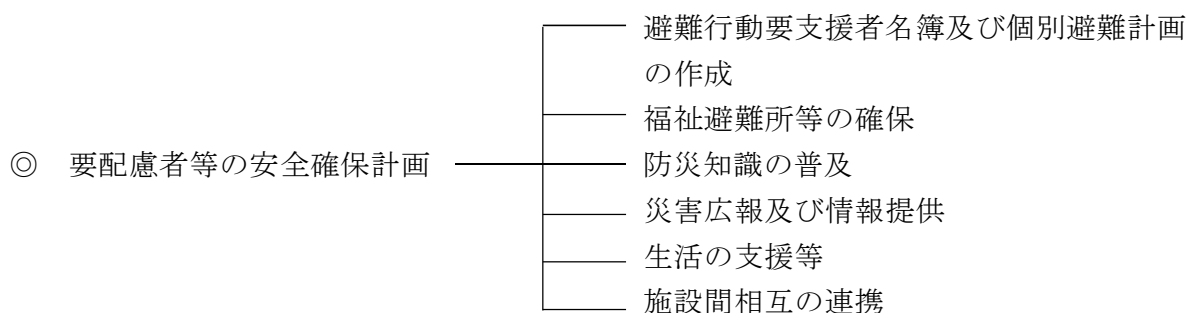 避難行動要支援者名簿及び個別避難計画
の作成
福祉避難所等の確保
◎ 要配慮者等の安全確保計画
防災知識の普及
災害広報及び情報提供
生活の支援等
施設間相互の連携